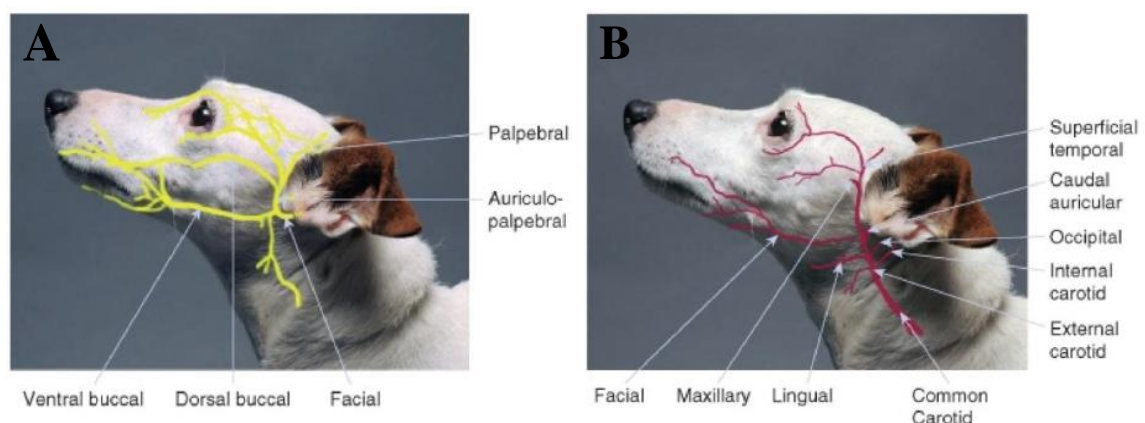 A
Palpebral
Auriculo-
palpebral
Ventral buccal
Dorsal buccal
Facial
B
Superficial
temporal
Caudal
auricular
Occipital
Internal
carotid
External
carotid
Facial
Maxillary
Lingual
Common
Carotid